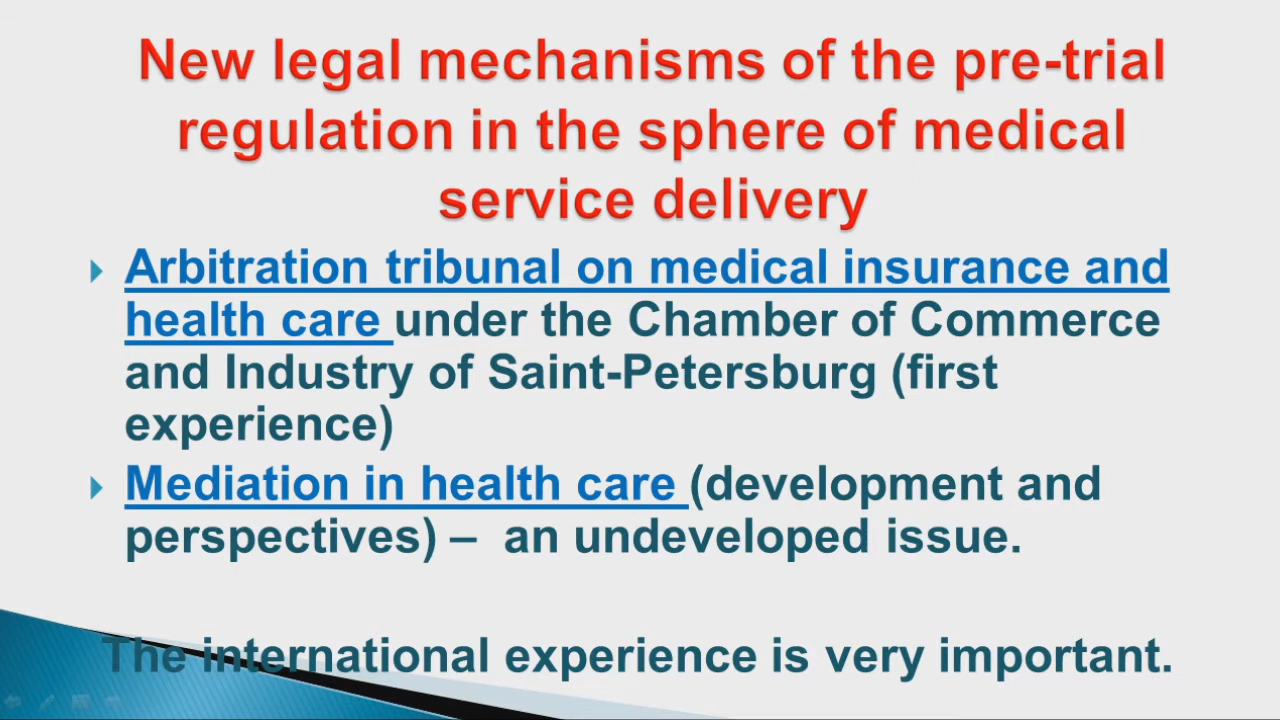 New legal mechanisms of the pre-trial
regulation in the sphere of medical
service delivery
Arbitration tribunal on medical insurance and
health care under the Chamber of Commerce
and Industry of Saint-Petersburg (first
experience)
Mediation in health care (development and
perspectives) – an undeveloped issue.
The international experience is very important.